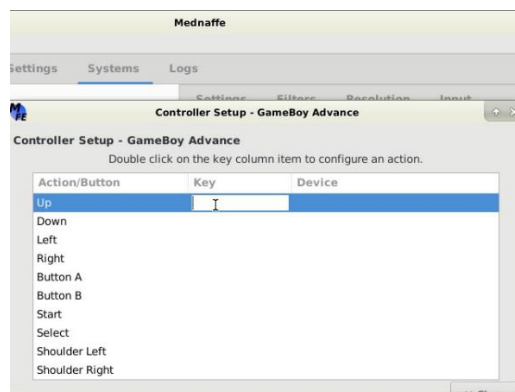 Mednaffe
Settings Systems Logs
Settings Filters Resolution Input
MFE Controller Setup - GameBoy Advance
Controller Setup - GameBoy Advance
Double click on the key column item to configure an action.
Action/Button Key Device
Up
Down
Left
Right
Button A
Button B
Start
Select
Shoulder Left
Shoulder Right